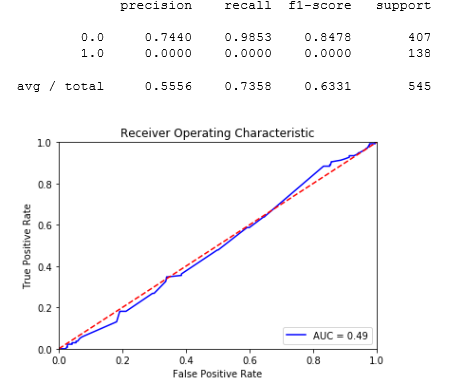 precision recall f1-score support
0.0 0.7440 0.9853 0.8478 407
1.0 0.0000 0.0000 0.0000 138
avg / total 0.5556 0.7358 0.6331 545
Receiver Operating Characteristic
1.0
0.8
0.6
0.4
0.2
0.0
True Positive Rate
AUC = 0.49
0.0 0.2 0.4 0.6 0.8 1.0
False Positive Rate